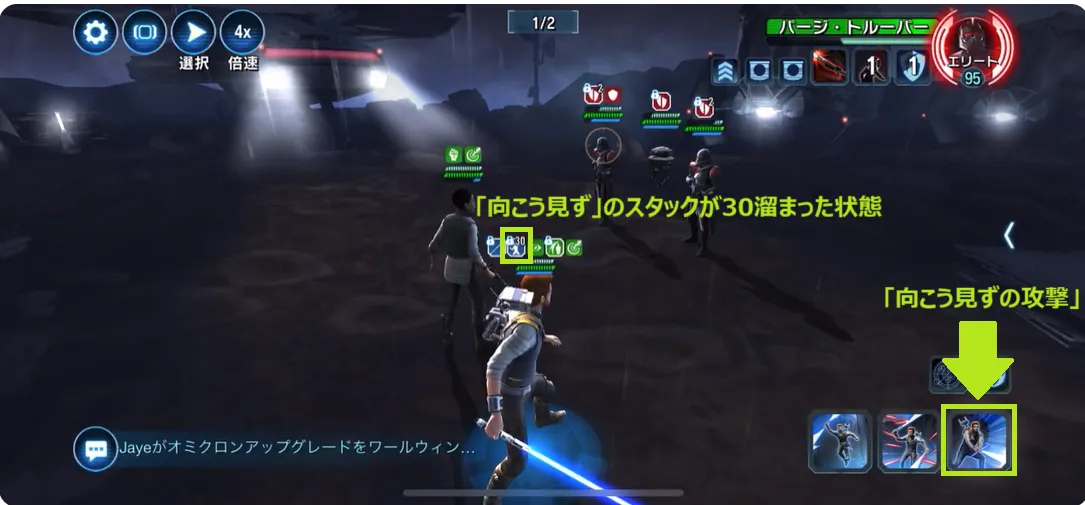 1/2
パージ・トルーパー
4x
選択
倍速
エリート
95
1
1
2
2
「向こう見ず」のスタックが30溜まった状態
30
「向こう見ずの攻撃」
Jayeがオミクロンアップグレードをワールウィン…